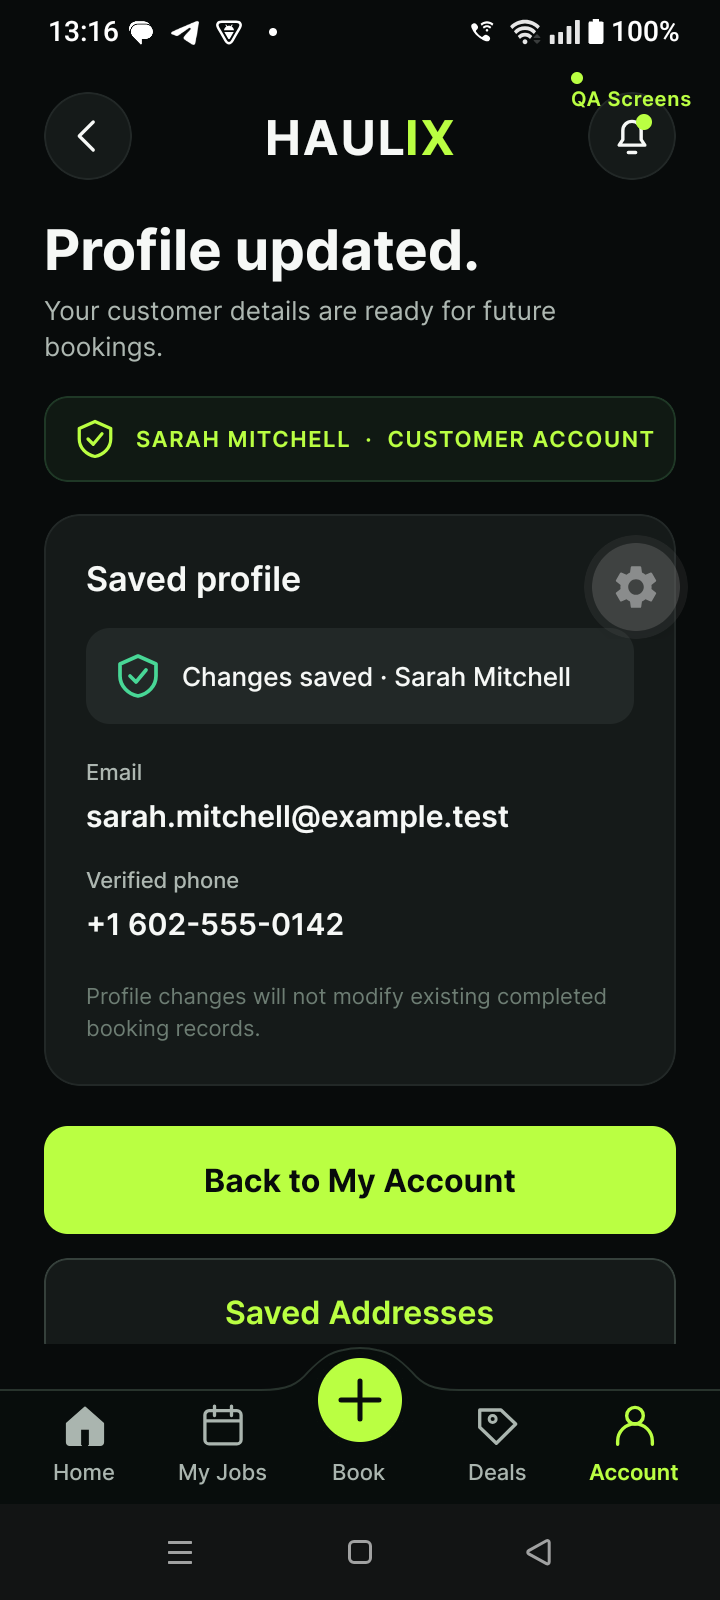 13:16
100%
QA Screens
HAULIX
Profile updated.
Your customer details are ready for future
bookings.
SARAH MITCHELL · CUSTOMER ACCOUNT
Saved profile
Changes saved · Sarah Mitchell
Email
sarah.mitchell@example.test
Verified phone
+1 602-555-0142
Profile changes will not modify existing completed
booking records.
Back to My Account
Saved Addresses
Home
My Jobs
Book
Deals
Account